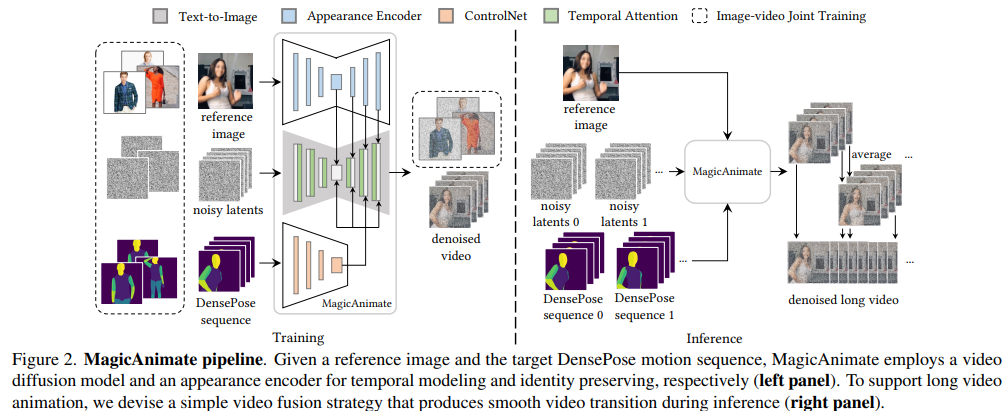 Text-to-Image Appearance Encoder ControlNet Temporal Attention Image-video Joint Training
reference
image
noisy latents
DensePose
sequence
denoised
video
MagicAnimate
Training
reference
image
noisy
latents 0
noisy
latents 1
...
DensePose
sequence 0
DensePose
sequence 1
...
MagicAnimate
average
...
...
denoised long video
Inference
Figure 2. MagicAnimate pipeline. Given a reference image and the target DensePose motion sequence, MagicAnimate employs a video
diffusion model and an appearance encoder for temporal modeling and identity preserving, respectively (left panel). To support long video
animation, we devise a simple video fusion strategy that produces smooth video transition during inference (right panel).